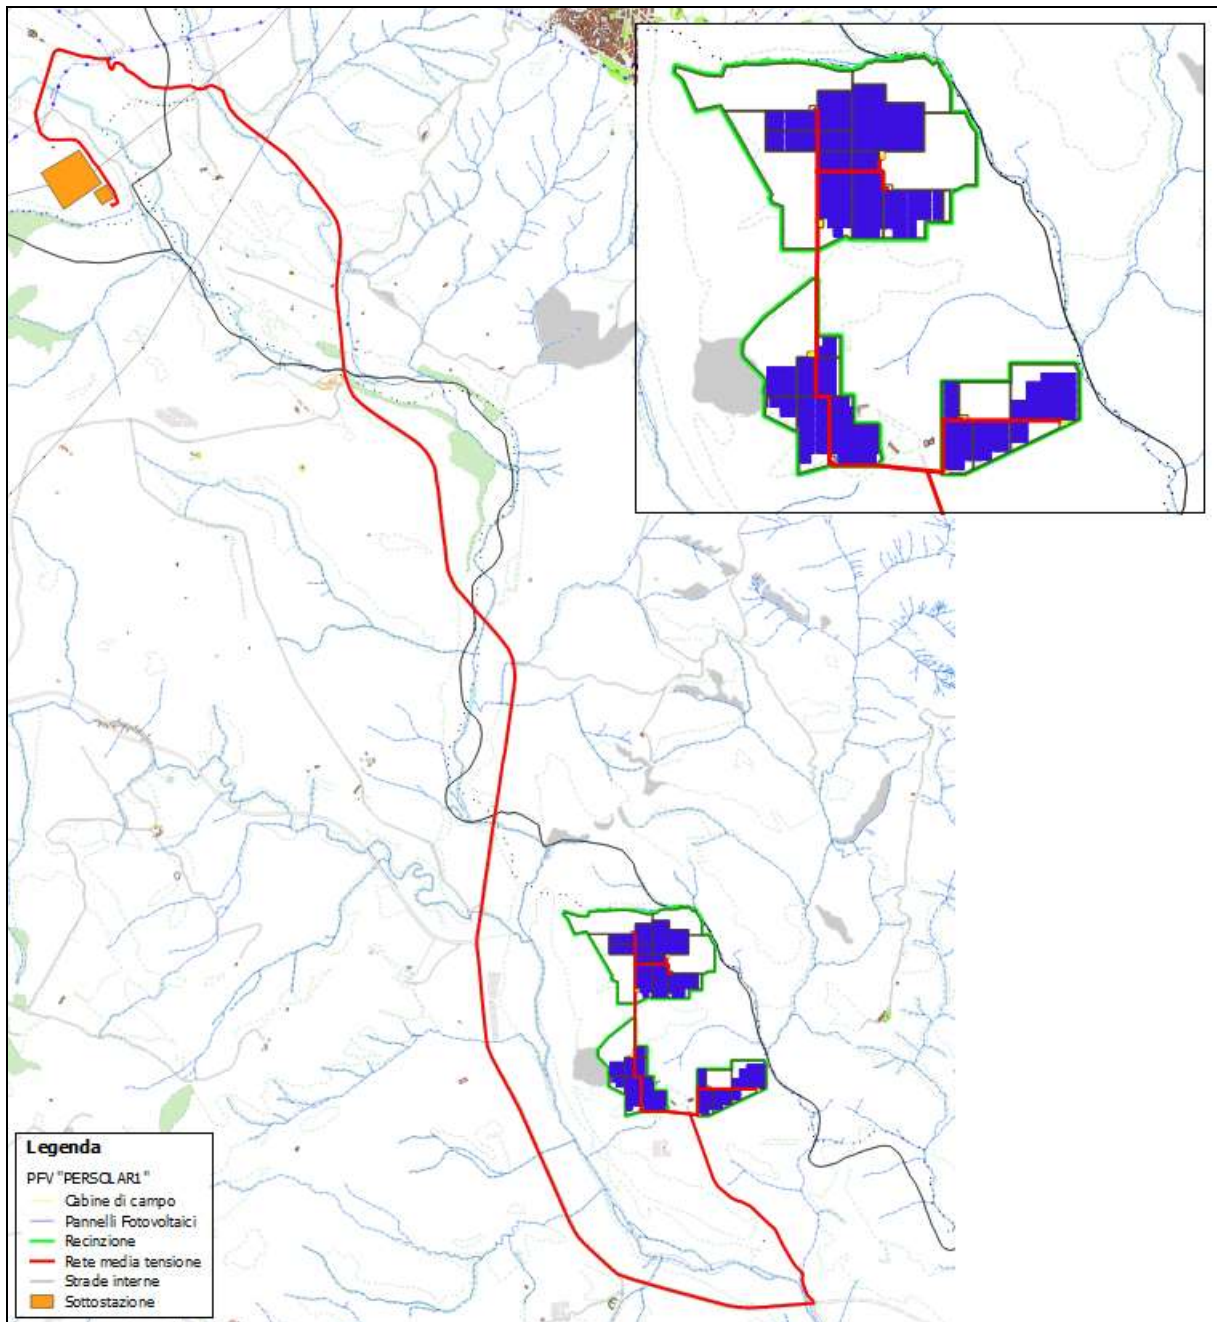 Legenda
PFV "PERSOLAR1"
Cabine di campo
Pannelli Fotovoltaici
Recinzione
Rete media tensione
Strade interne
Sottostazione